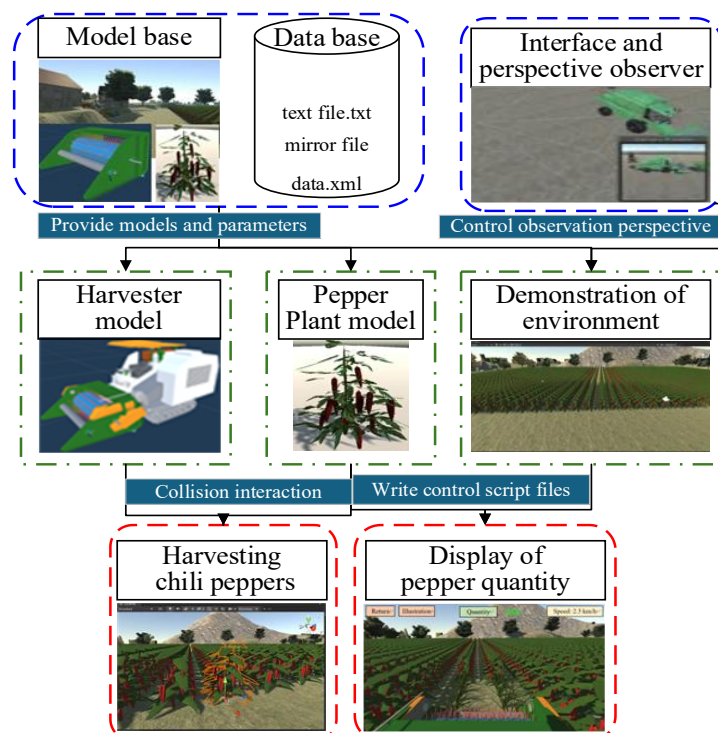 Model base
Data base
text file.txt
mirror file
data.xml
Interface and
perspective observer
Provide models and parameters
Control observation perspective
Harvester
model
Pepper
Plant model
Demonstration of
environment
Collision interaction
Write control script files
Harvesting
chili peppers
Display of
pepper quantity
Return
Illustration
Quantity
Speed: 2.5 km/h